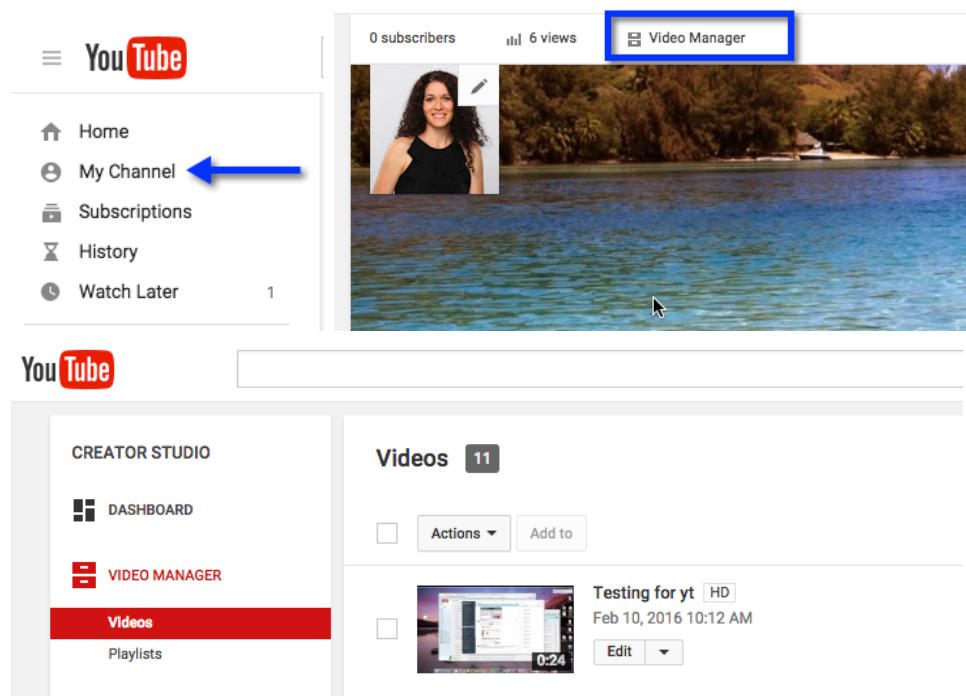 YouTube
Home
My Channel
Subscriptions
History
Watch Later 1
0 subscribers 6 views Video Manager
YouTube
CREATOR STUDIO
DASHBOARD
VIDEO MANAGER
Videos
Playlists
Videos 11
Actions Add to
Testing for yt HD
Feb 10, 2016 10:12 AM
0:24
Edit